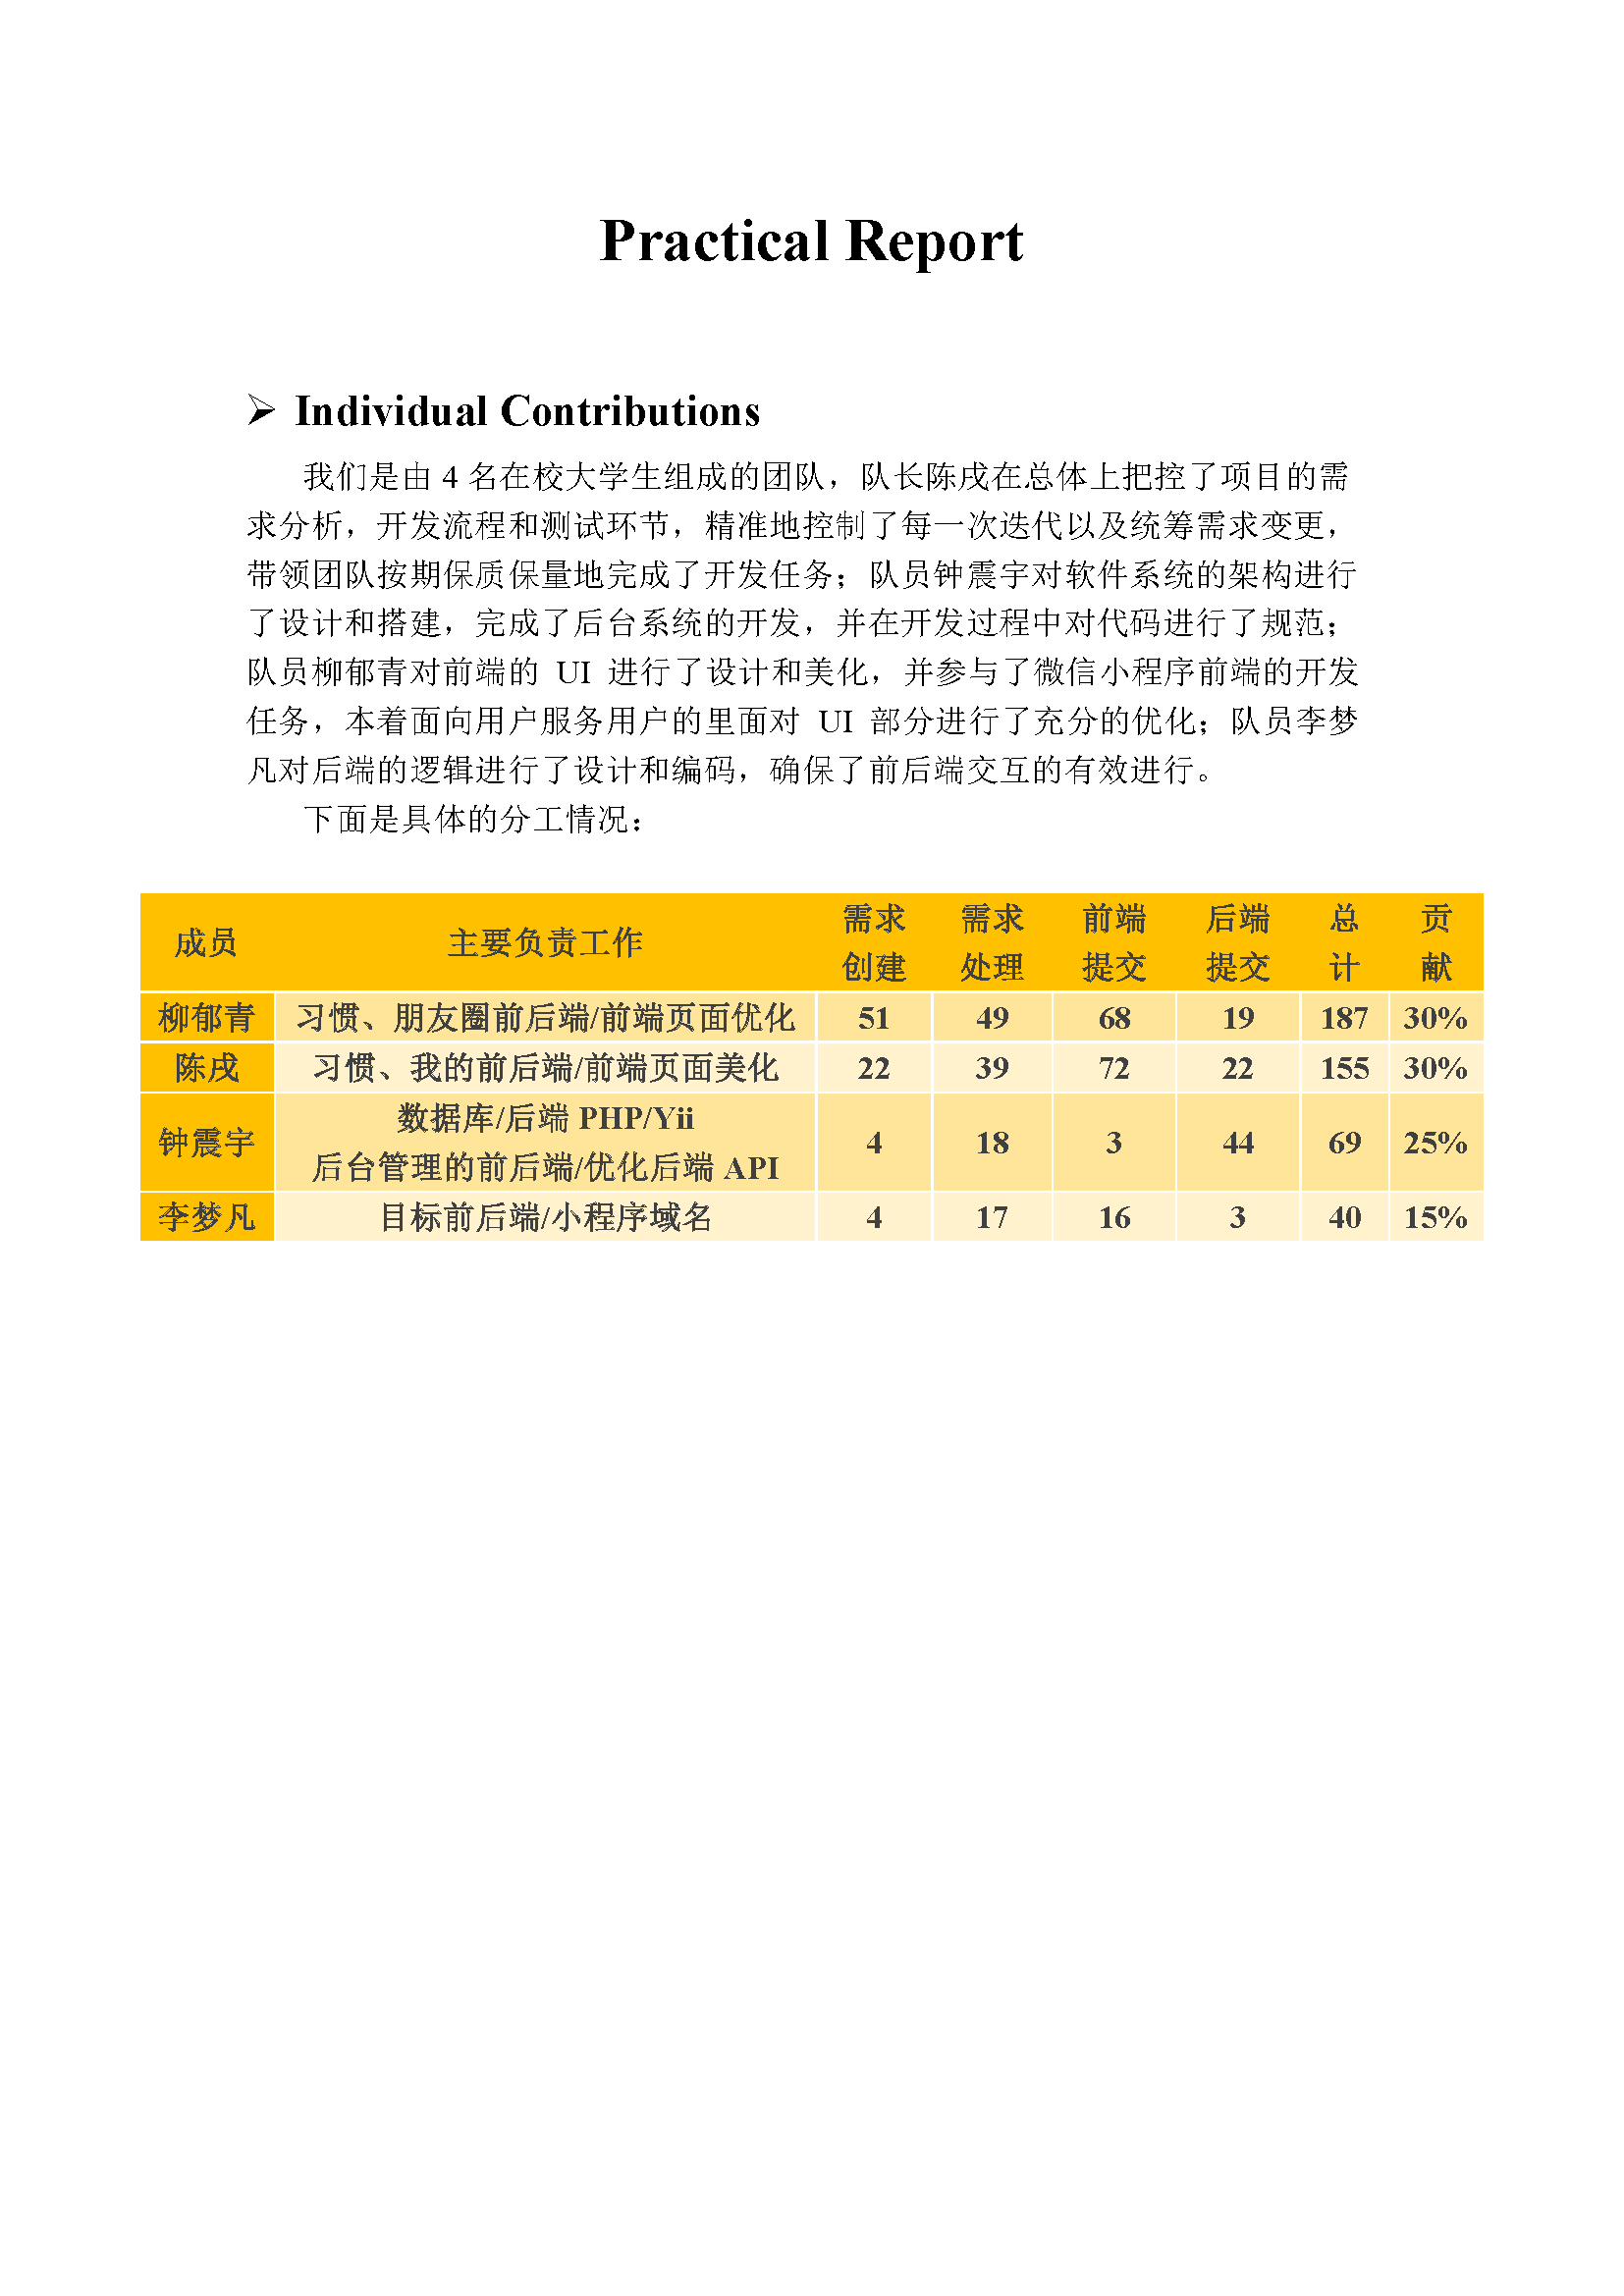 Practical Report
➢ Individual Contributions
我们是由 4 名在校大学生组成的团队，队长陈戌在总体上把控了项目的需
求分析，开发流程和测试环节，精准地控制了每一次迭代以及统筹需求变更，
带领团队按期保质保量地完成了开发任务；队员钟震宇对软件系统的架构进行
了设计和搭建，完成了后台系统的开发，并在开发过程中对代码进行了规范；
队员柳郁青对前端的 UI 进行了设计和美化，并参与了微信小程序前端的开发
任务，本着面向用户服务用户的里面对 UI 部分进行了充分的优化；队员李梦
凡对后端的逻辑进行了设计和编码，确保了前后端交互的有效进行。
下面是具体的分工情况：
成员 主要负责工作 需求创建 需求处理 前端提交 后端提交 总计 贡献
柳郁青 习惯、朋友圈前后端/前端页面优化 51 49 68 19 187 30%
陈戌 习惯、我的前后端/前端页面美化 22 39 72 22 155 30%
钟震宇 数据库/后端 PHP/Yii
后台管理的前后端/优化后端 API 4 18 3 44 69 25%
李梦凡 目标前后端/小程序域名 4 17 16 3 40 15%